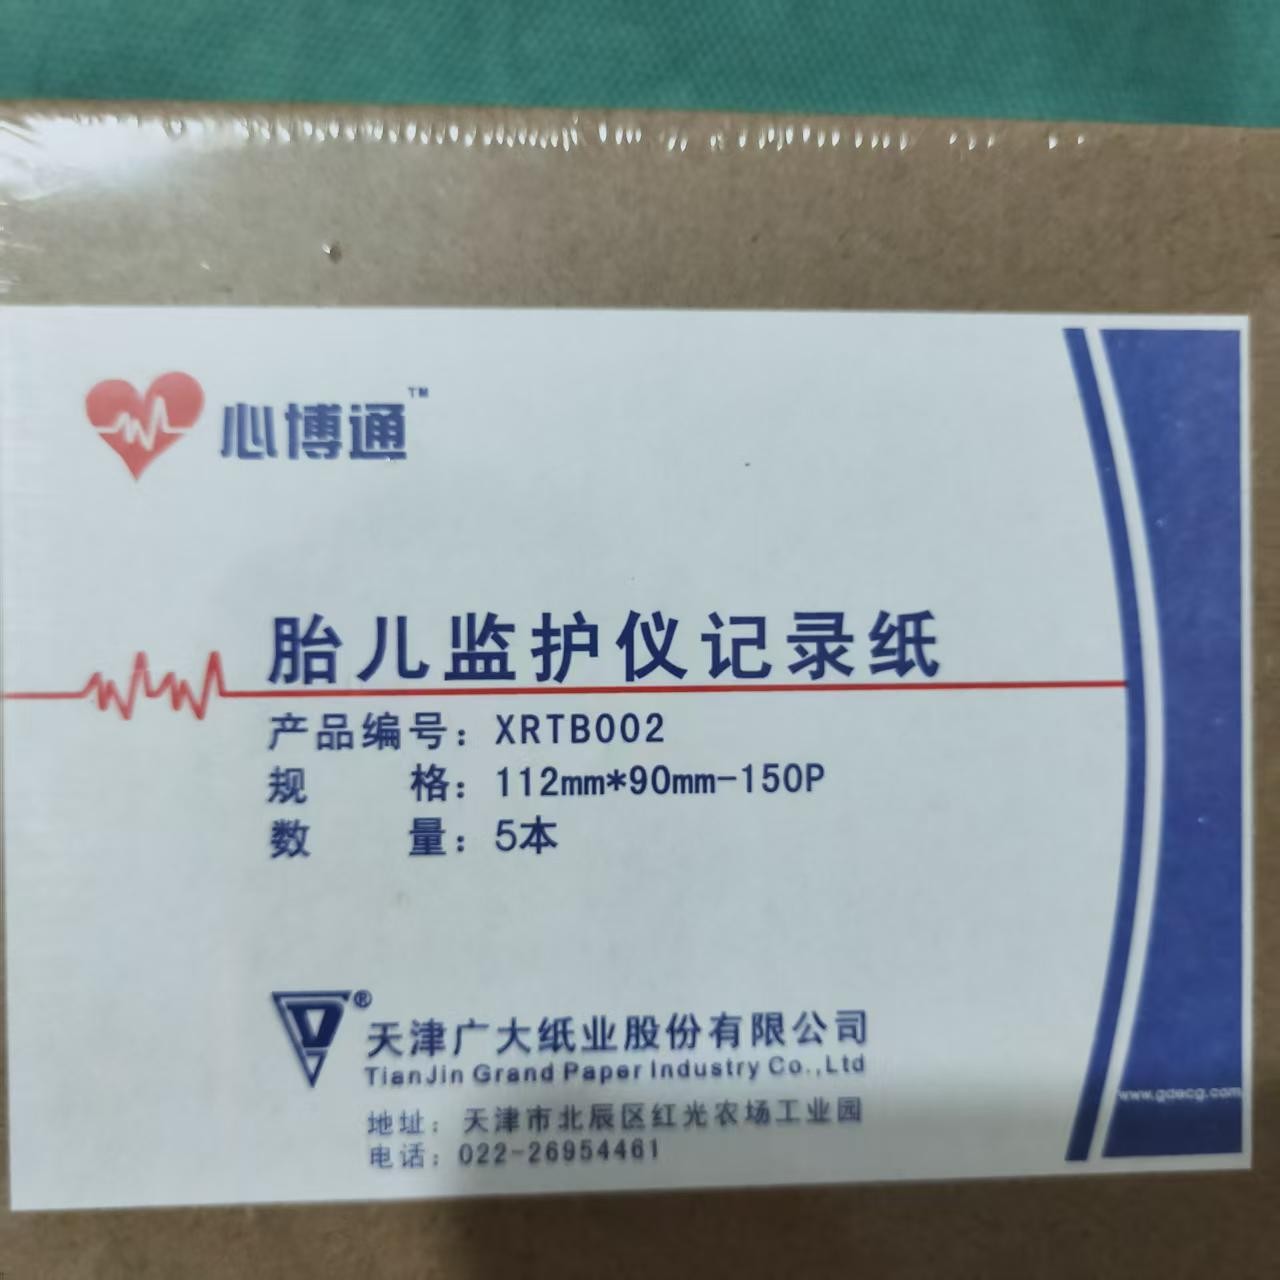 心博通™
胎儿监护仪记录纸
产品编号：XRTB002
规格：112mm*90mm-150P
数量：5本
天津广大纸业股份有限公司
TianJin Grand Paper Industry Co.,Ltd
地址：天津市北辰区红光农场工业园
电话：022-26954461
www.gdecg.com